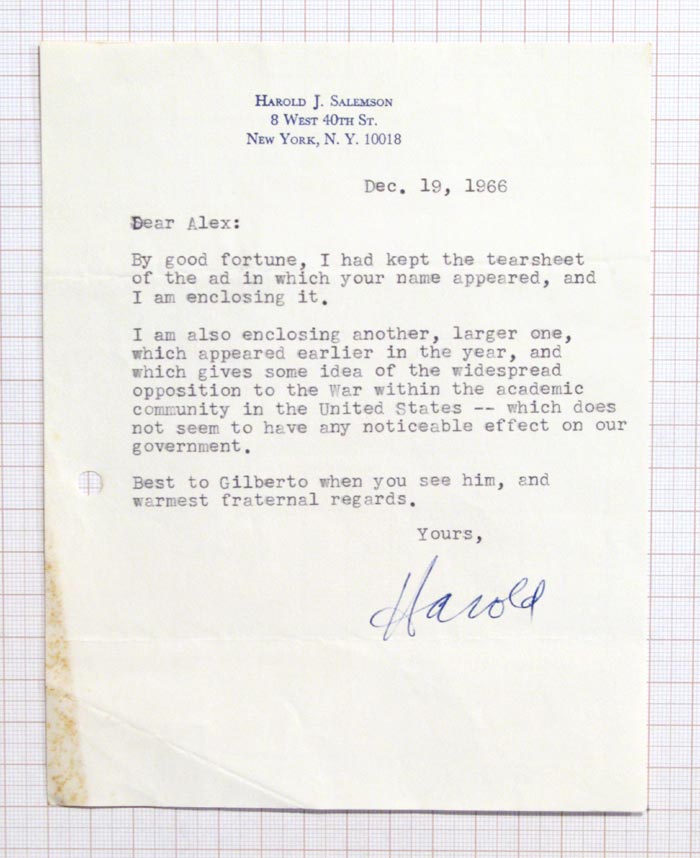 Harold J. Salemson
8 West 40th St.
New York, N. Y. 10018
Dec. 19, 1966
Dear Alex:
By good fortune, I had kept the tearsheet
of the ad in which your name appeared, and
I am enclosing it.
I am also enclosing another, larger one,
which appeared earlier in the year, and
which gives some idea of the widespread
opposition to the War within the academic
community in the United States -- which does
not seem to have any noticeable effect on our
government.
Best to Gilberto when you see him, and
warmest fraternal regards.
Yours,
Harold